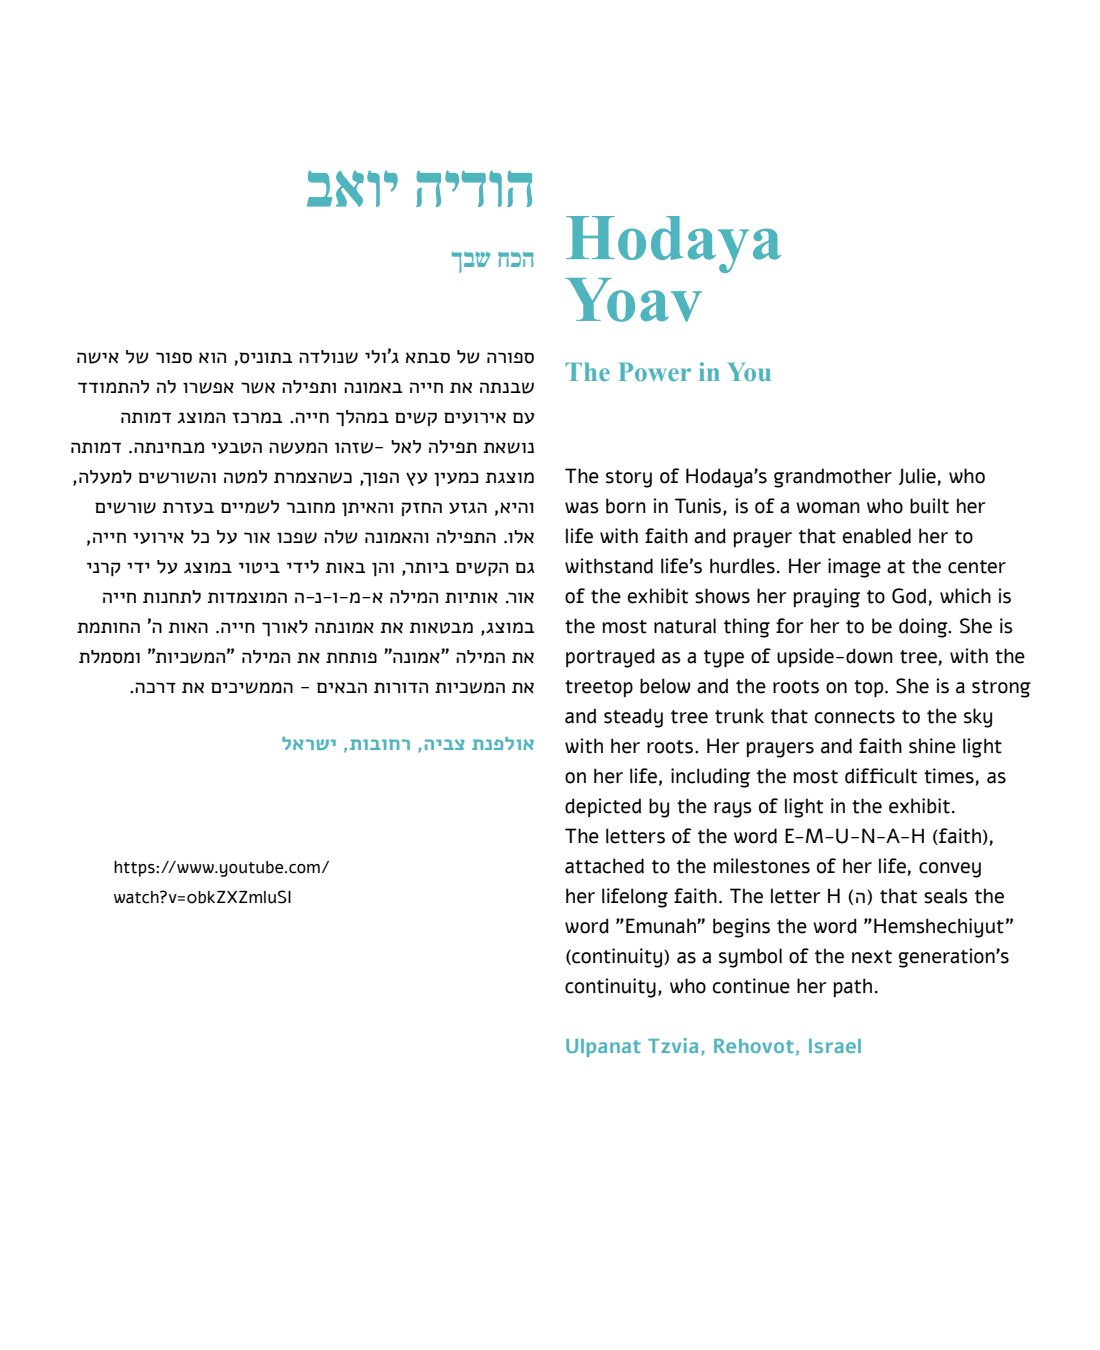 הודיה יואב
הכח שבך
ספורה של סבתא ג'ולי שנולדה בתוניס, הוא ספור של אישה
שבנתה את חייה באמונה ותפילה אשר אפשרו לה להתמודד
עם אירועים קשים במהלך חייה. במרכז המוצג דמותה
נושאת תפילה לאל -שזהו המעשה הטבעי מבחינתה. דמותה
מוצגת כמעין עץ הפוך, כשהצמרת למטה והשורשים למעלה,
והיא, הגזע החזק והאיתן מחובר לשמיים בעזרת שורשים
אלו. התפילה והאמונה שלה שפכו אור על כל אירועי חייה,
גם הקשים ביותר, והן באות לידי ביטוי במוצג על ידי קרני
אור. אותיות המילה א-מ-ו-נ-ה המוצמדות לתחנות חייה
במוצג, מבטאות את אמונתה לאורך חייה. האות ה' החותמת
את המילה "אמונה" פותחת את המילה "המשכיות" ומסמלת
את המשכיות הדורות הבאים - הממשיכים את דרכה.
אולפנת צביה, רחובות, ישראל
https://www.youtube.com/
watch?v=obkZXZmluSI
Hodaya
Yoav
The Power in You
The story of Hodaya's grandmother Julie, who
was born in Tunis, is of a woman who built her
life with faith and prayer that enabled her to
withstand life's hurdles. Her image at the center
of the exhibit shows her praying to God, which is
the most natural thing for her to be doing. She is
portrayed as a type of upside-down tree, with the
treetop below and the roots on top. She is a strong
and steady tree trunk that connects to the sky
with her roots. Her prayers and faith shine light
on her life, including the most difficult times, as
depicted by the rays of light in the exhibit.
The letters of the word E-M-U-N-A-H (faith),
attached to the milestones of her life, convey
her lifelong faith. The letter H (ה) that seals the
word "Emunah" begins the word "Hemshechiyut"
(continuity) as a symbol of the next generation's
continuity, who continue her path.
Ulpanat Tzvia, Rehovot, Israel